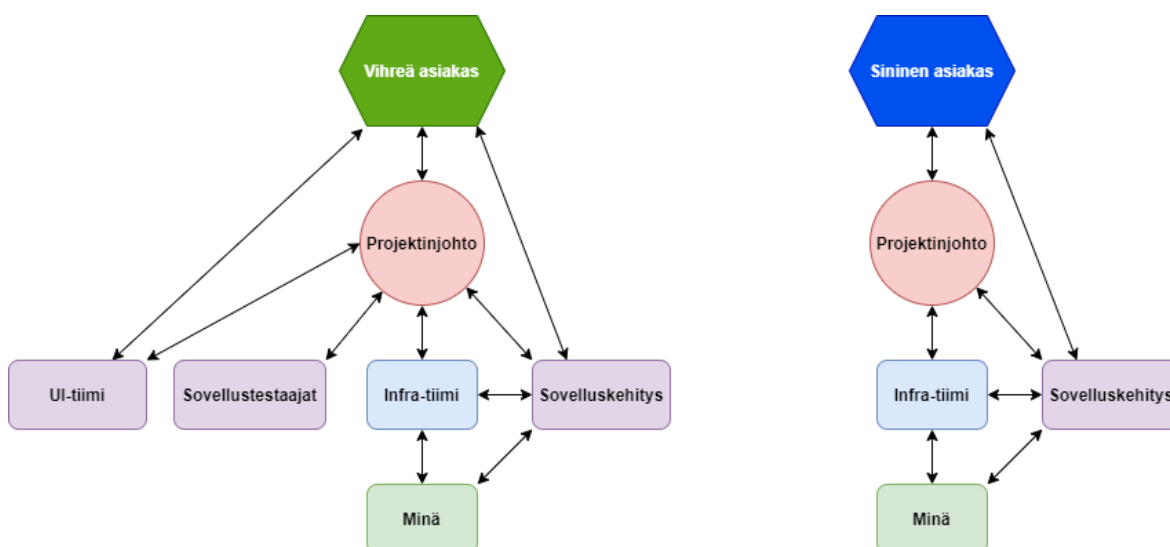 Vihreä asiakas
Sininen asiakas
Projektinjohto
Projektinjohto
UI-tiimi
Sovellustestaajat
Infra-tiimi
Sovelluskehitys
Infra-tiimi
Sovelluskehitys
Minä
Minä